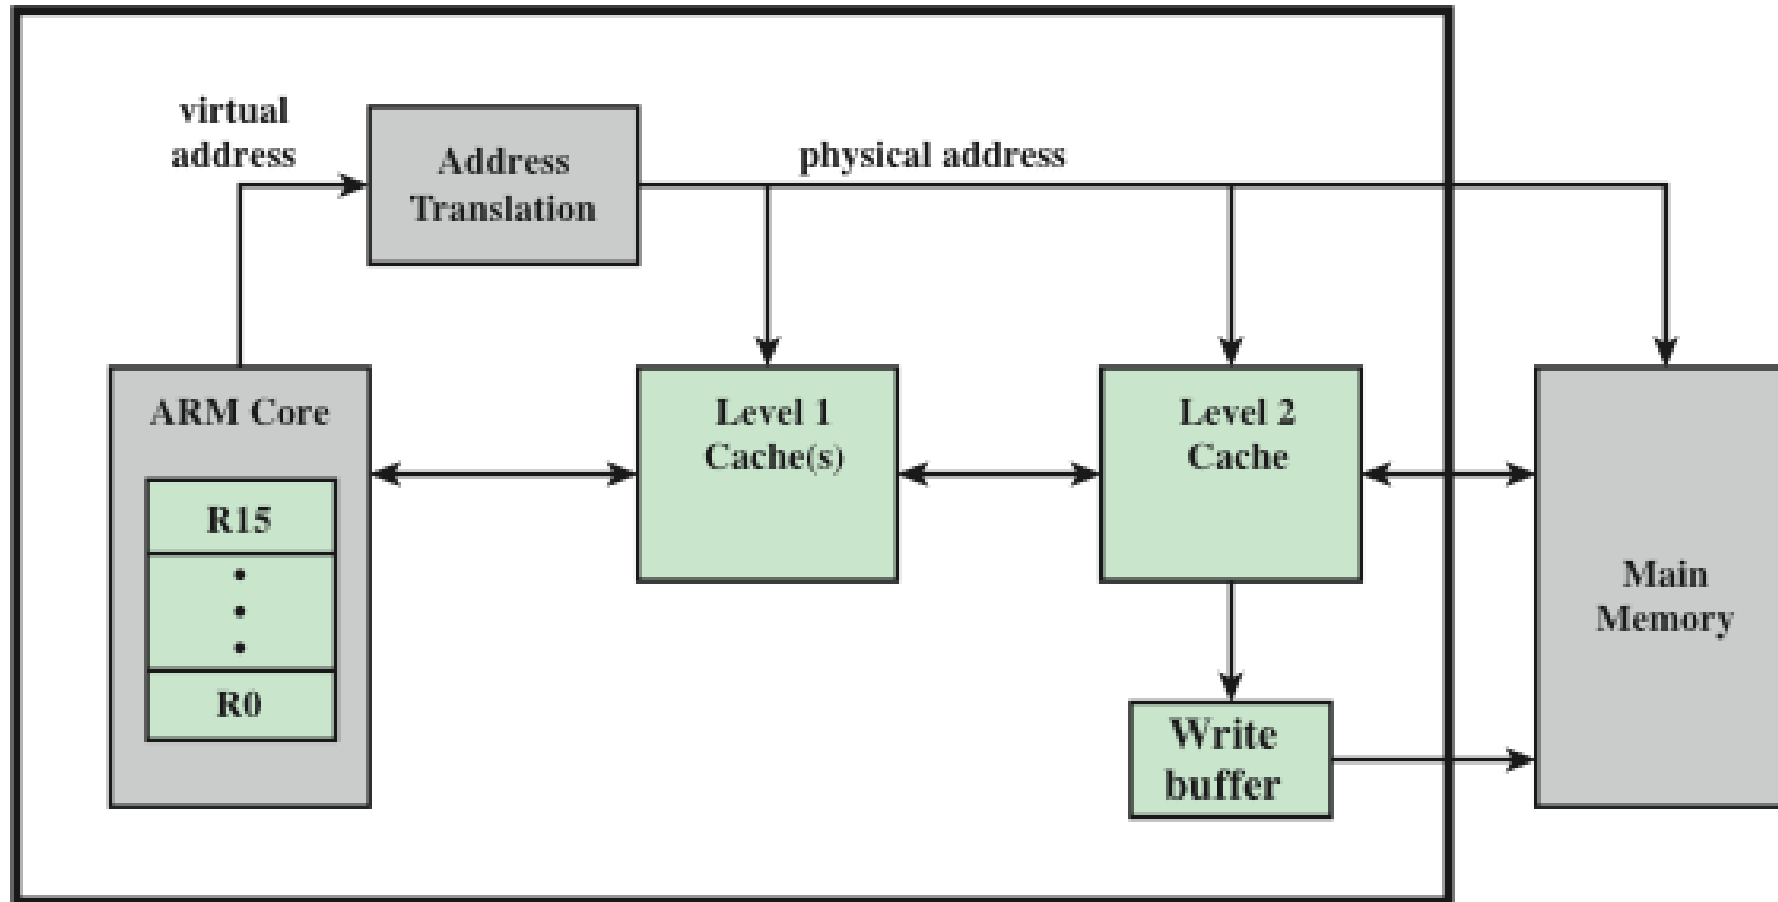 virtual
address
Address
Translation
physical address
ARM Core
R15
R0
Level 1
Cache(s)
Level 2
Cache
Write
buffer
Main
Memory